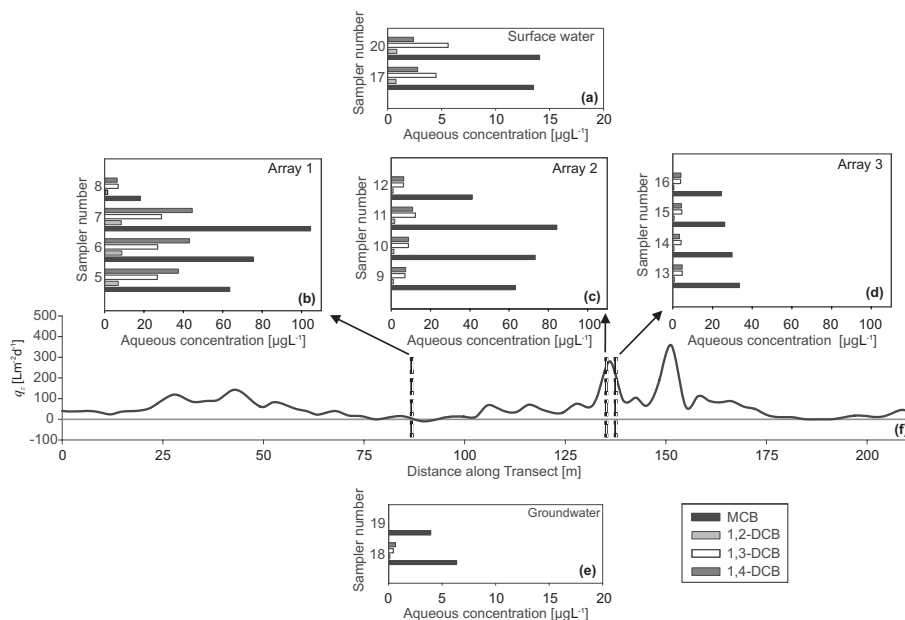 Surface water
Sampler number
20
17
(a)
0 5 10 15 20
Aqueous concentration [µgL⁻¹]
Array 1
Sampler number
8
7
6
5
(b)
0 20 40 60 80 100
Aqueous concentration [µgL⁻¹]
Array 2
Sampler number
12
11
10
9
(c)
0 20 40 60 80 100
Aqueous concentration [µgL⁻¹]
Array 3
Sampler number
16
15
14
13
(d)
0 20 40 60 80 100
Aqueous concentration [µgL⁻¹]
q_z [Lm⁻²d⁻¹]
500
400
300
200
100
0
-100
(f)
0 25 50 75 100 125 150 175 200
Distance along Transect [m]
Groundwater
Sampler number
19
18
(e)
0 5 10 15 20
Aqueous concentration [µgL⁻¹]
MCB
1,2-DCB
1,3-DCB
1,4-DCB